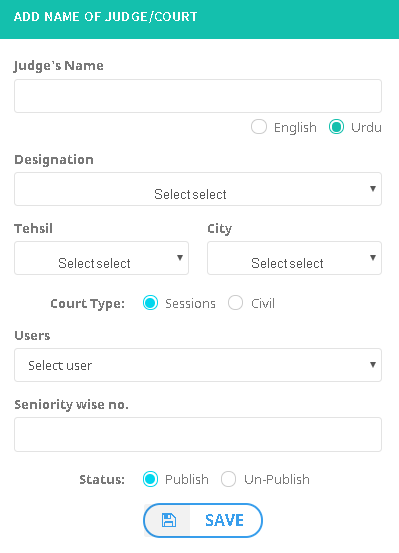 ADD NAME OF JUDGE/COURT
Judge's Name
English Urdu
Designation
Select select
Tehsil City
Select select Select select
Court Type: Sessions Civil
Users
Select user
Seniority wise no.
Status: Publish Un-Publish
SAVE